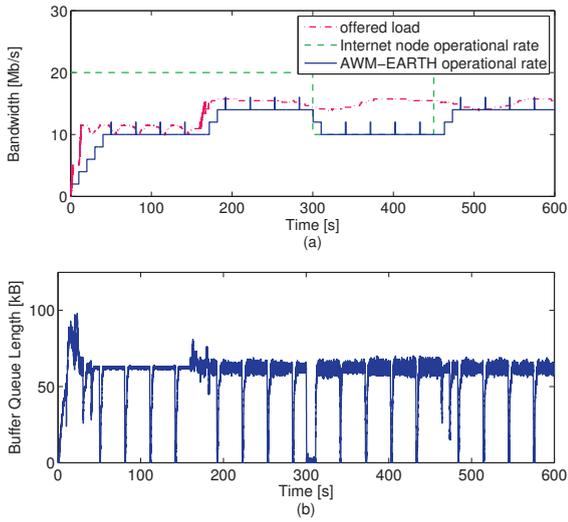 30
20
10
0
Bandwidth [Mb/s]
offered load
Internet node operational rate
AWM−EARTH operational rate
0 100 200 300 400 500 600
Time [s]
(a)
100
50
0
Buffer Queue Length [kB]
0 100 200 300 400 500 600
Time [s]
(b)